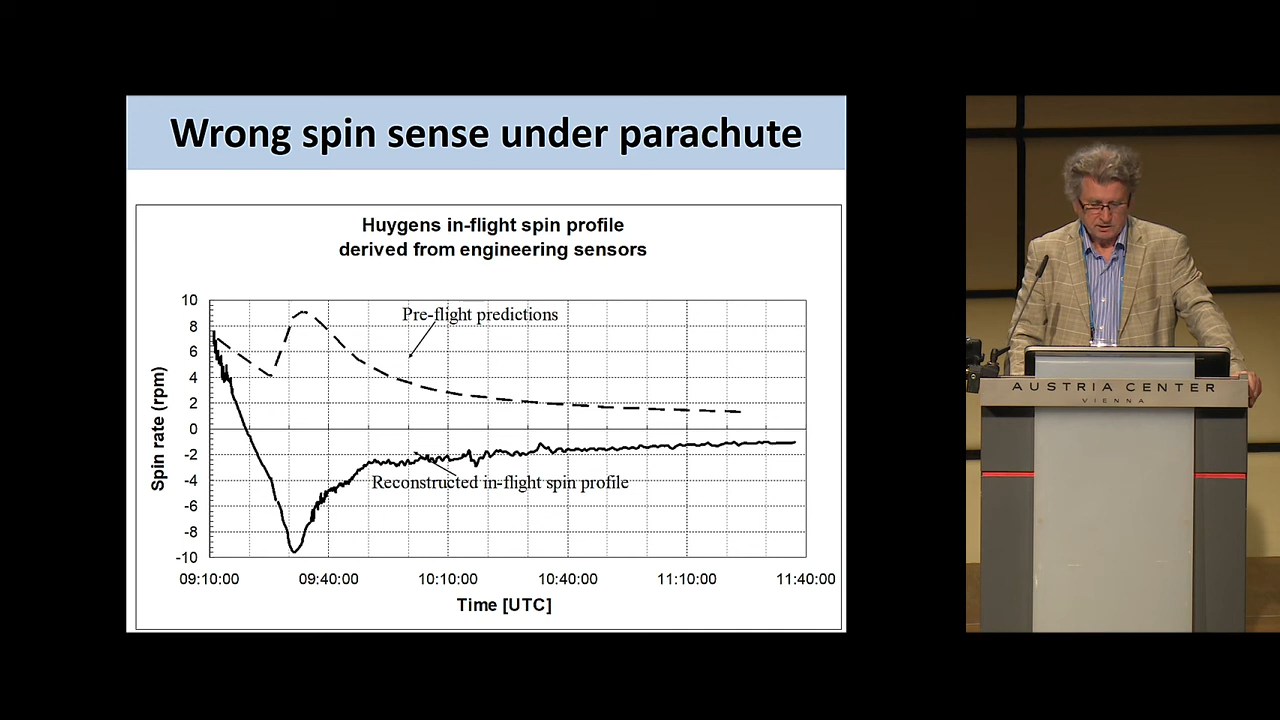 Wrong spin sense under parachute
Huygens in-flight spin profile
derived from engineering sensors
Pre-flight predictions
Reconstructed in-flight spin profile
Spin rate (rpm)
10
8
6
4
2
0
-2
-4
-6
-8
-10
09:10:00 09:40:00 10:10:00 10:40:00 11:10:00 11:40:00
Time [UTC]
AUSTRIA CENTER
VIENNA